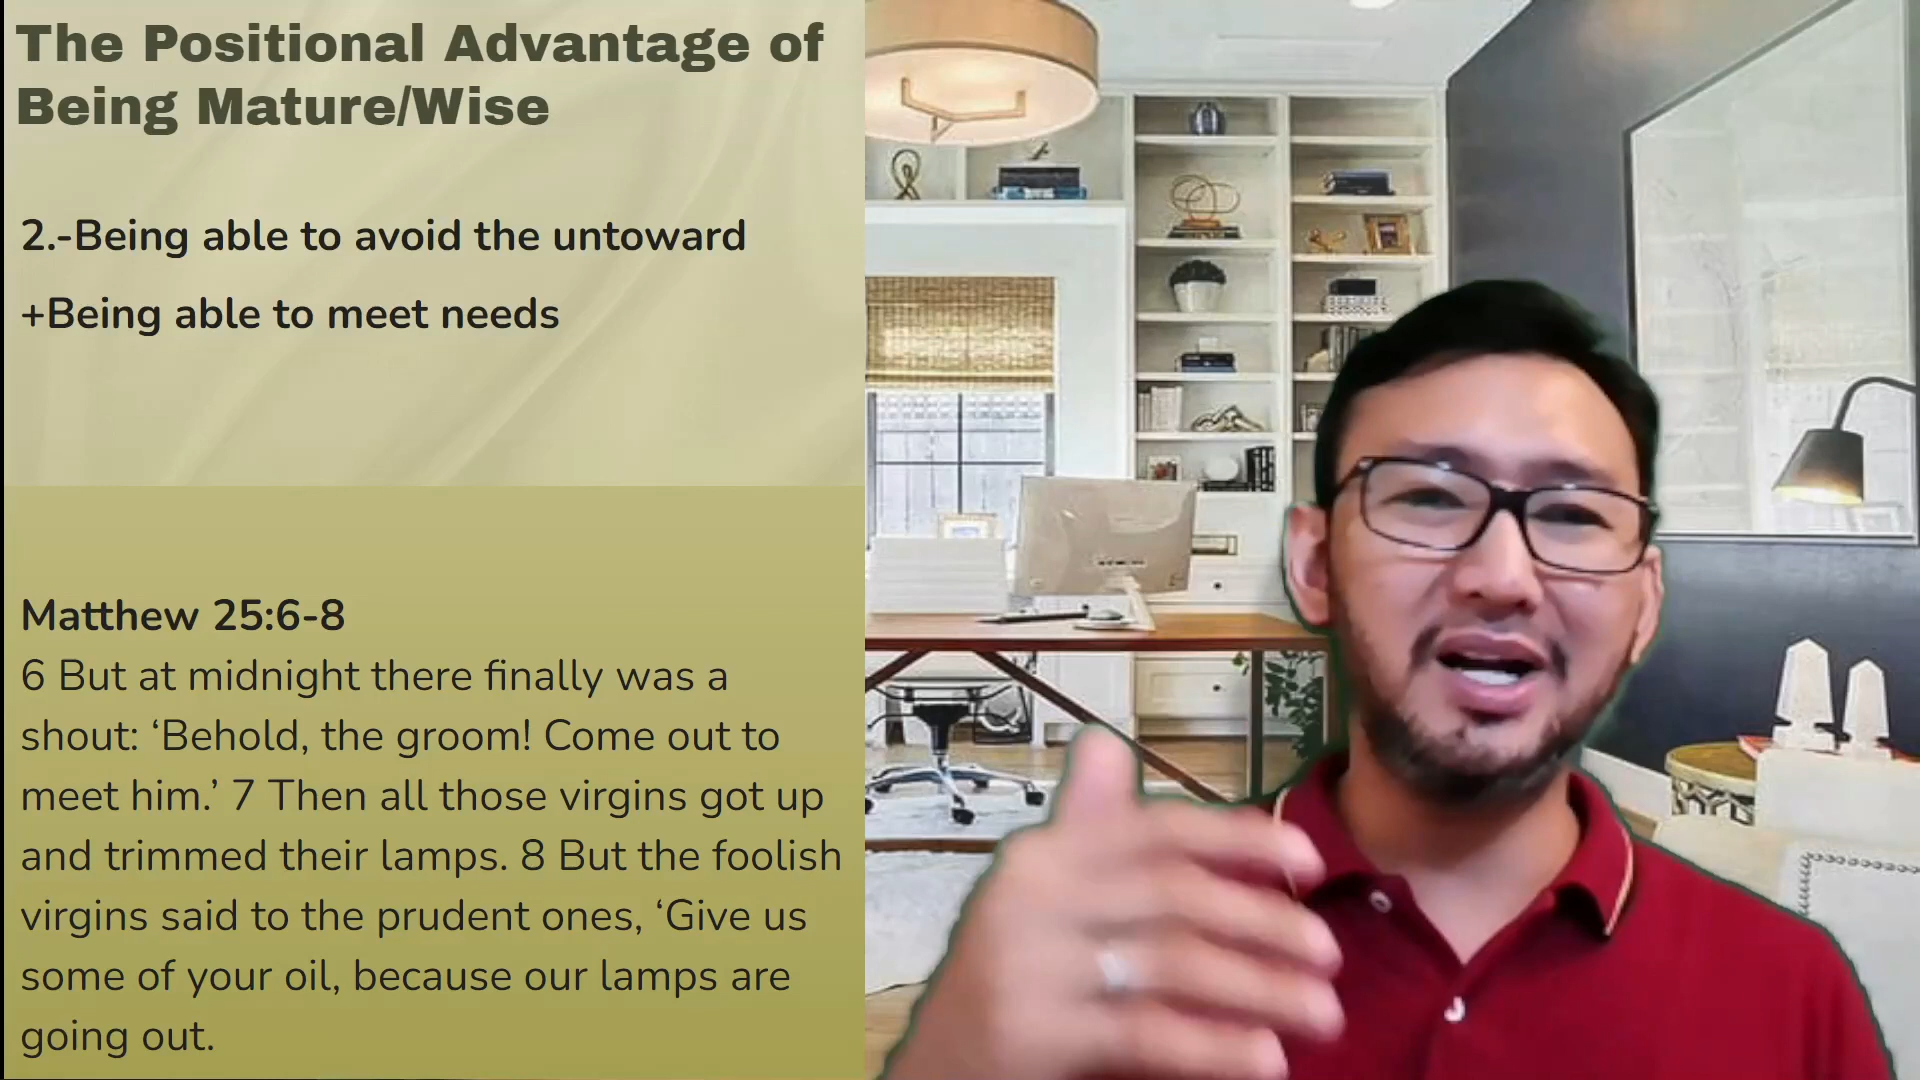 The Positional Advantage of
Being Mature/Wise
2.-Being able to avoid the untoward
+Being able to meet needs
Matthew 25:6-8
6 But at midnight there finally was a
shout: ‘Behold, the groom! Come out to
meet him.’ 7 Then all those virgins got up
and trimmed their lamps. 8 But the foolish
virgins said to the prudent ones, ‘Give us
some of your oil, because our lamps are
going out.